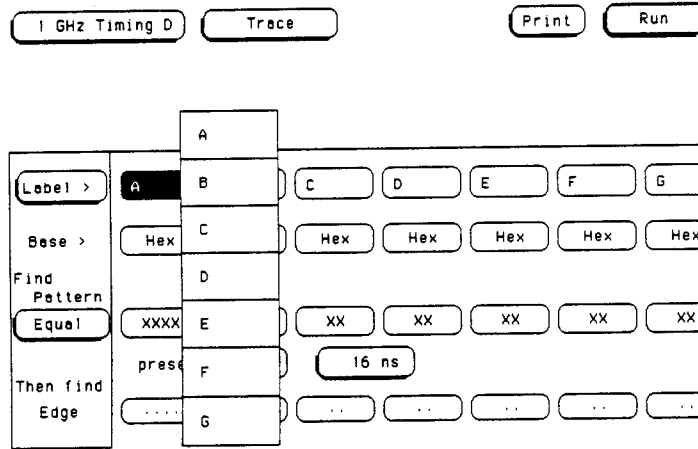 1 GHz Timing D Trace Print Run
A
Label > A B C D E F G
Base > Hex C Hex Hex Hex Hex Hex
Find
Pattern
D
Equal XXXX E XX XX XX XX XX
F 16 ns
Then find
Edge .... G .. .. .. .. ..